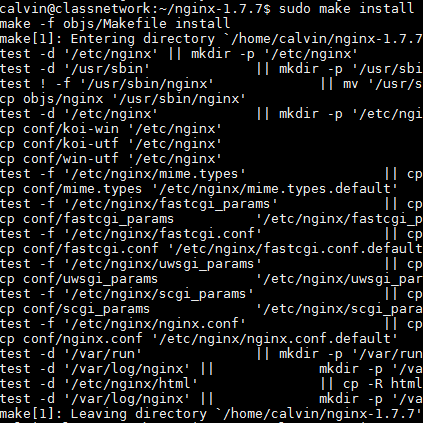 calvin@classnetwork:~/nginx-1.7.7$ sudo make install
make -f objs/Makefile install
make[1]: Entering directory `/home/calvin/nginx-1.7.7
test -d '/etc/nginx' || mkdir -p '/etc/nginx'
test -d '/usr/sbin' || mkdir -p '/usr/sbi
test ! -f '/usr/sbin/nginx' || mv '/usr/s
cp objs/nginx '/usr/sbin/nginx'
test -d '/etc/nginx' || mkdir -p '/etc/ngi
cp conf/koi-win '/etc/nginx'
cp conf/koi-utf '/etc/nginx'
cp conf/win-utf '/etc/nginx'
test -f '/etc/nginx/mime.types' || cp
cp conf/mime.types '/etc/nginx/mime.types.default'
test -f '/etc/nginx/fastcgi_params' || cp
cp conf/fastcgi_params '/etc/nginx/fastcgi_p
test -f '/etc/nginx/fastcgi.conf' || cp
cp conf/fastcgi.conf '/etc/nginx/fastcgi.conf.default
test -f '/etc/nginx/uwsgi_params' || cp
cp conf/uwsgi_params '/etc/nginx/uwsgi_par
test -f '/etc/nginx/scgi_params' || cp
cp conf/scgi_params '/etc/nginx/scgi_para
test -f '/etc/nginx/nginx.conf' || cp
cp conf/nginx.conf '/etc/nginx/nginx.conf.default'
test -d '/var/run' || mkdir -p '/var/run
test -d '/var/log/nginx' || mkdir -p '/va
test -d '/etc/nginx/html' || cp -R html
test -d '/var/log/nginx' || mkdir -p '/va
make[1]: Leaving directory `/home/calvin/nginx-1.7.7'